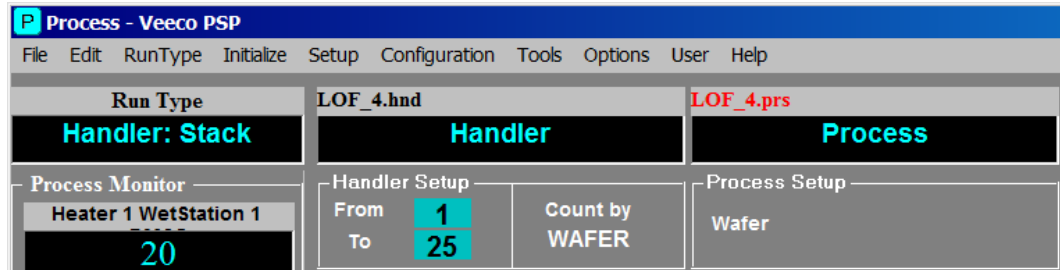 P Process - Veeco PSP
File Edit RunType Initialize Setup Configuration Tools Options User Help
Run Type
Handler: Stack
LOF_4.hnd
Handler
LOF_4.prs
Process
Process Monitor
Heater 1 WetStation 1
20
Handler Setup
From 1
To 25
Count by
WAFER
Process Setup
Wafer